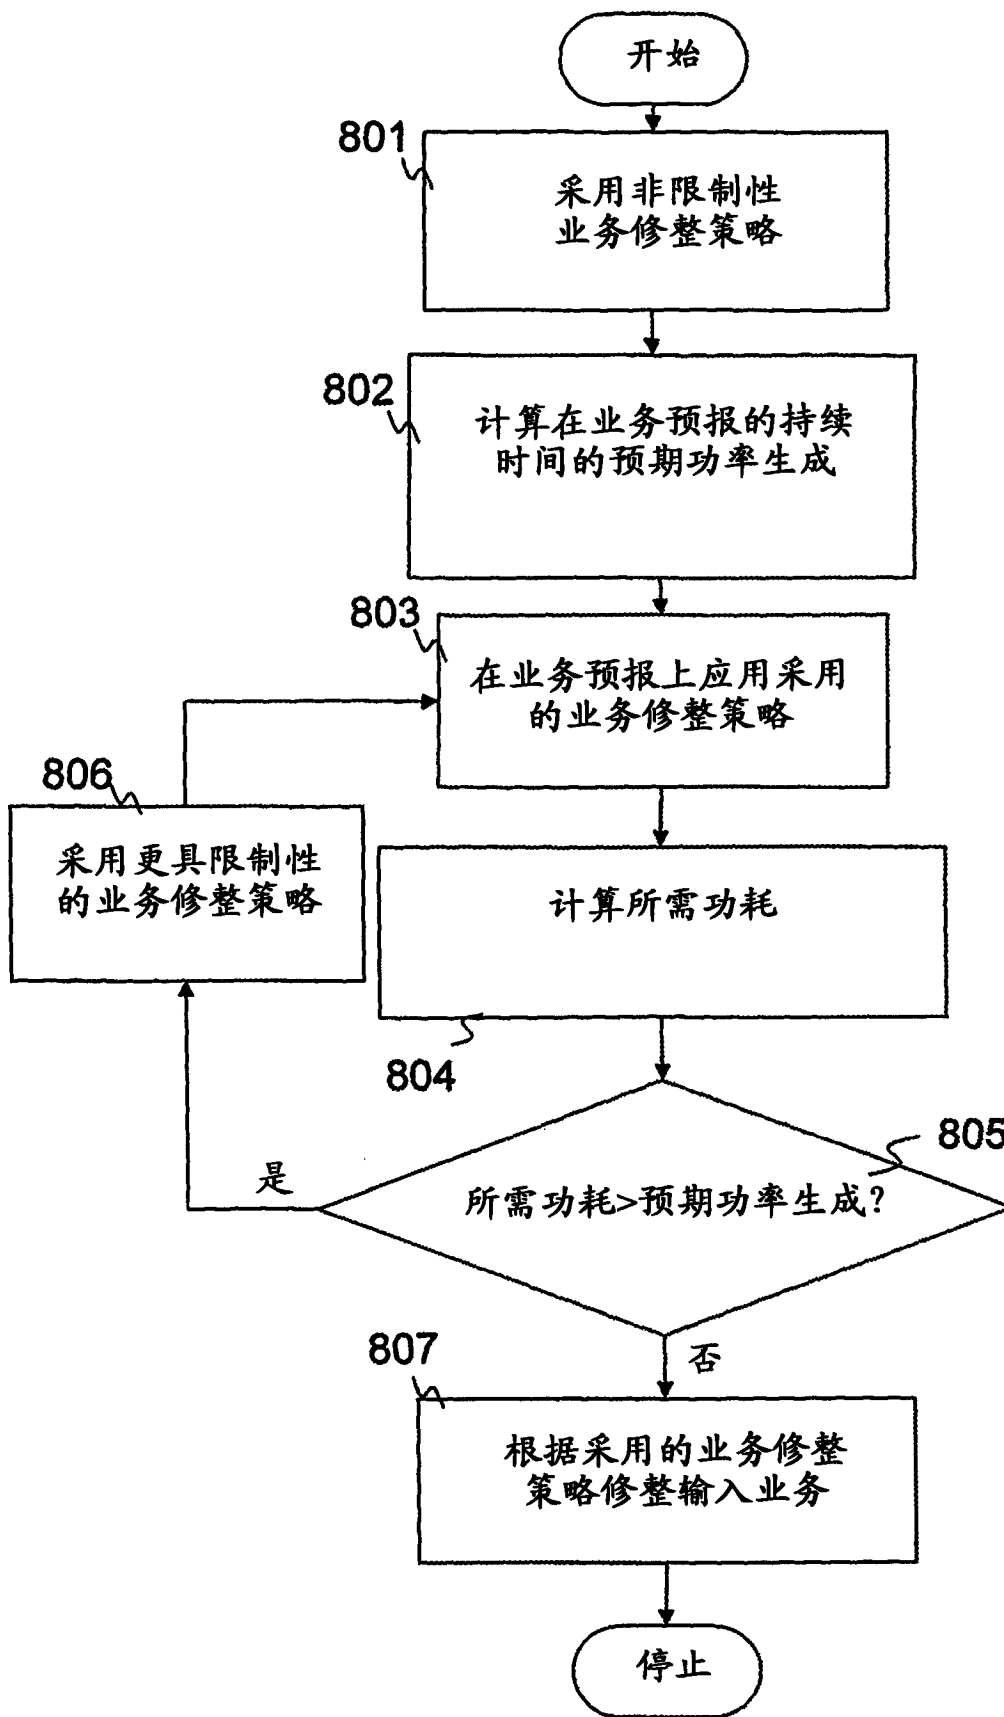 开始
801
采用非限制性
业务修整策略
802
计算在业务预报的持续
时间的预期功率生成
803
在业务预报上应用采用
的业务修整策略
806
采用更具限制性
的业务修整策略
计算所需功耗
804
805
是
所需功耗>预期功率生成?
否
807
根据采用的业务修整
策略修整输入业务
停止